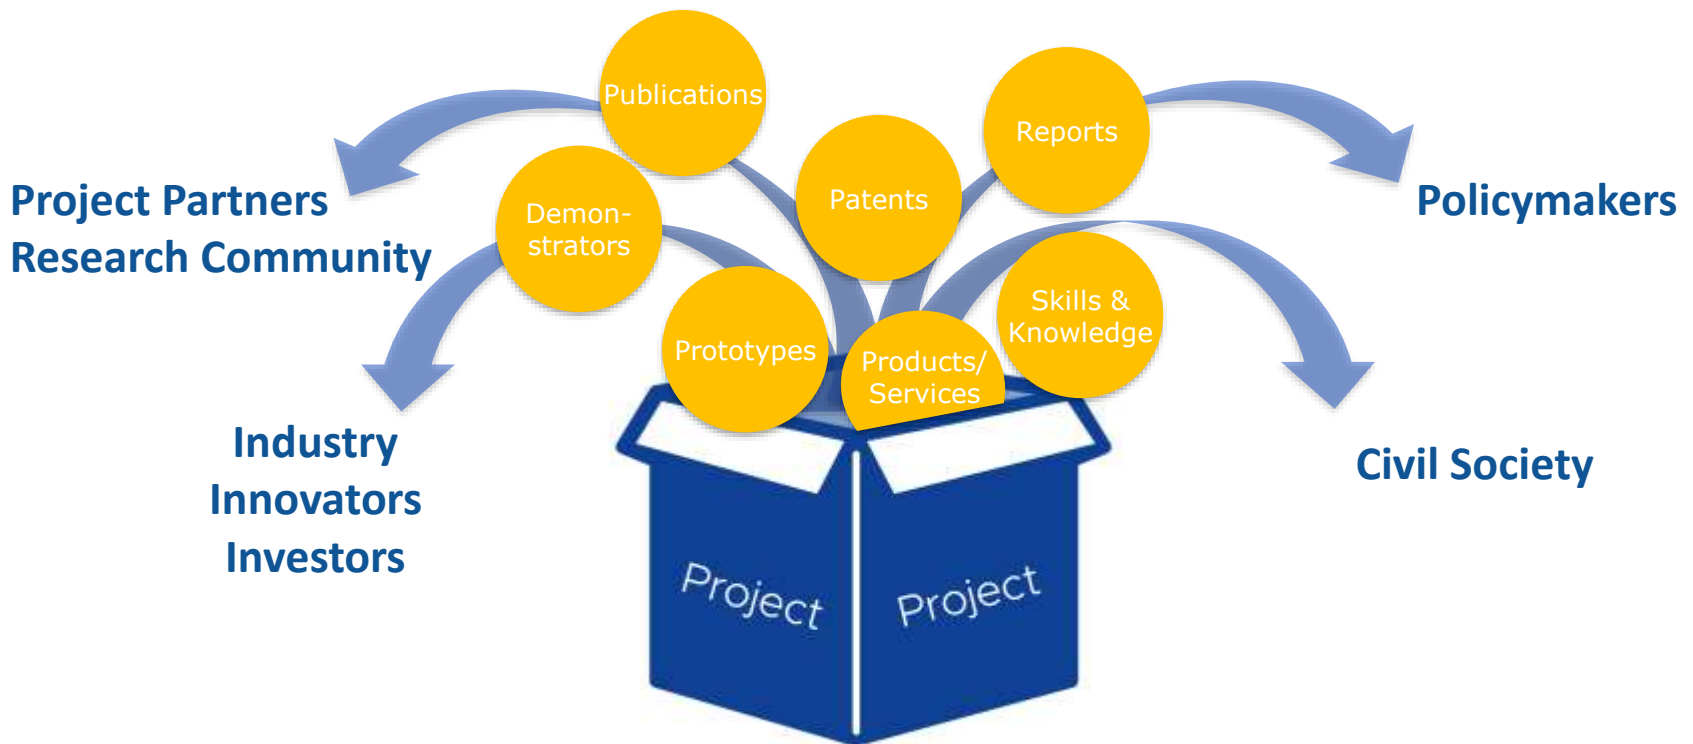 Publications
Reports
Patents
Demon-
strators
Skills &
Knowledge
Prototypes
Products/
Services
Project Partners
Research Community
Policymakers
Industry
Innovators
Investors
Civil Society
Project
Project